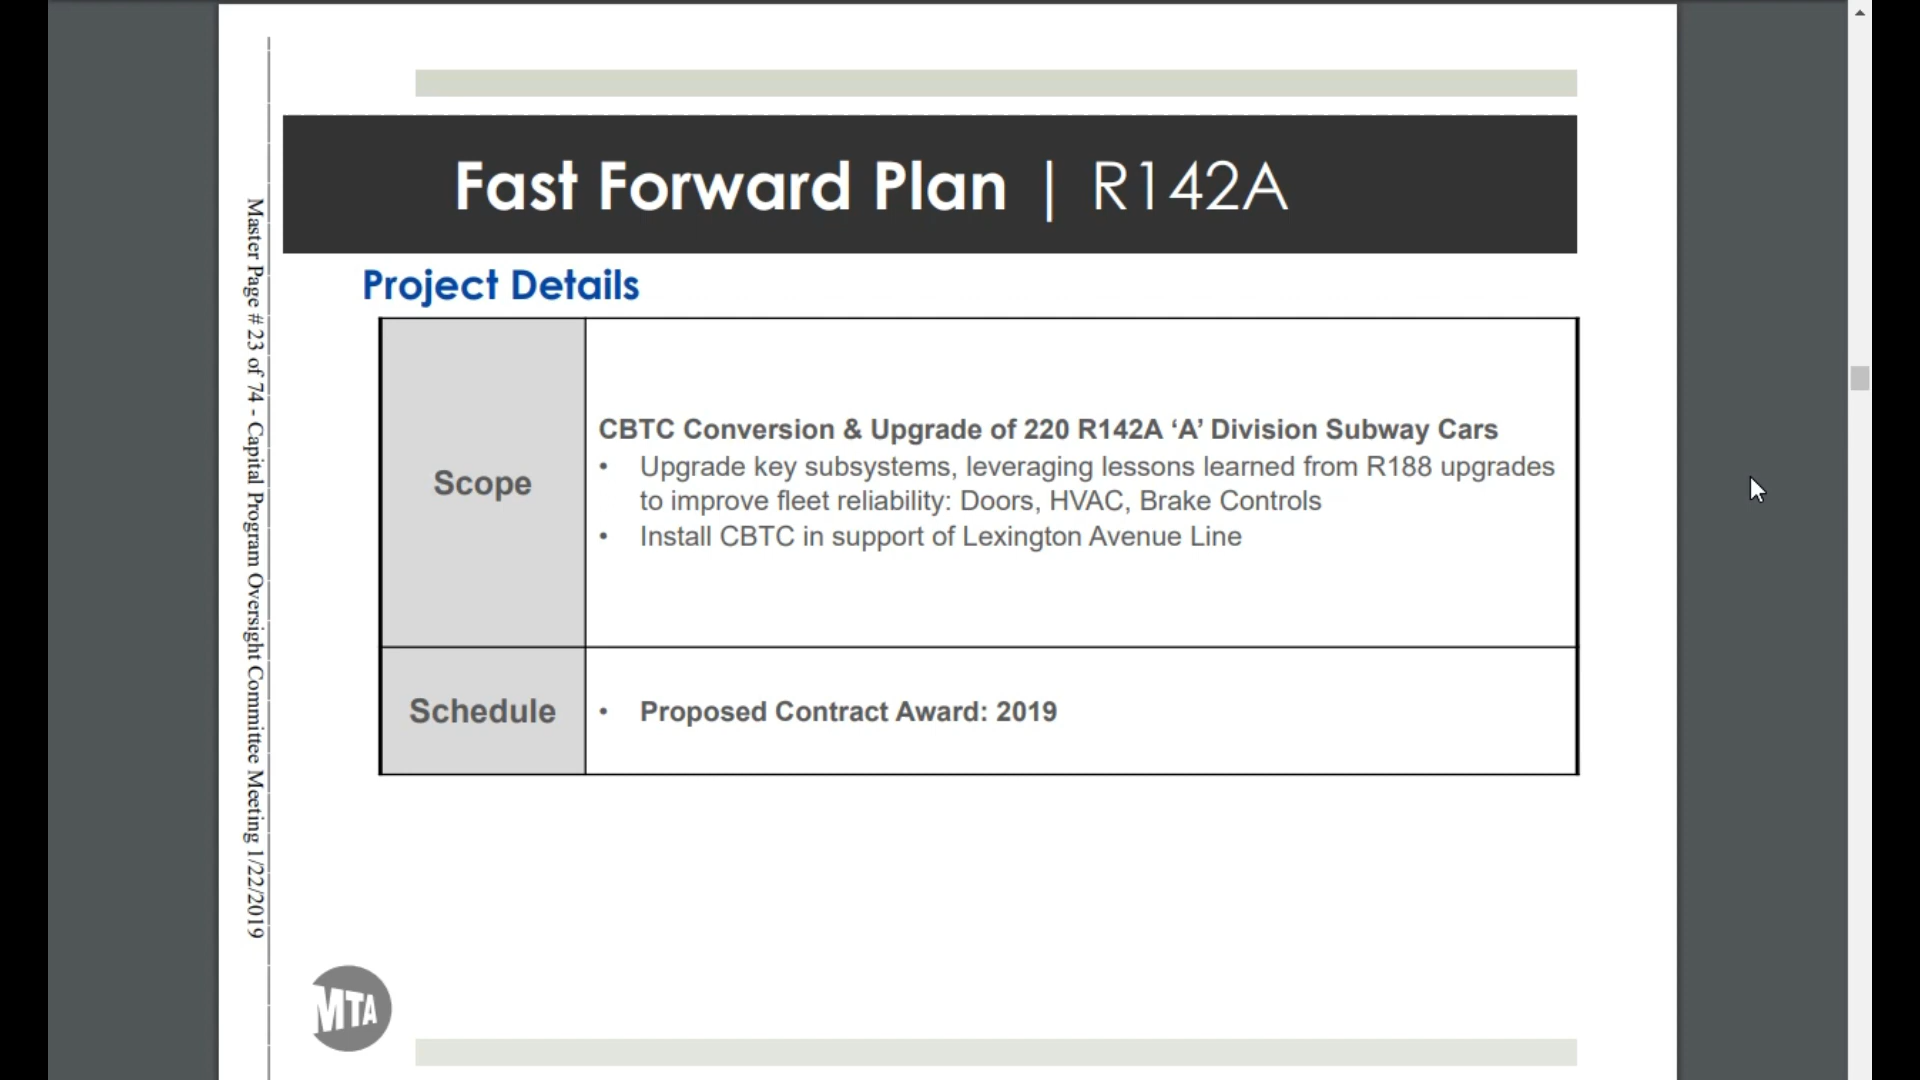 Fast Forward Plan | R142A
Project Details
Scope
CBTC Conversion & Upgrade of 220 R142A ‘A’ Division Subway Cars
• Upgrade key subsystems, leveraging lessons learned from R188 upgrades
to improve fleet reliability: Doors, HVAC, Brake Controls
• Install CBTC in support of Lexington Avenue Line
Schedule
• Proposed Contract Award: 2019
Master Page # 23 of 74 - Capital Program Oversight Committee Meeting 1/22/2019
MTA